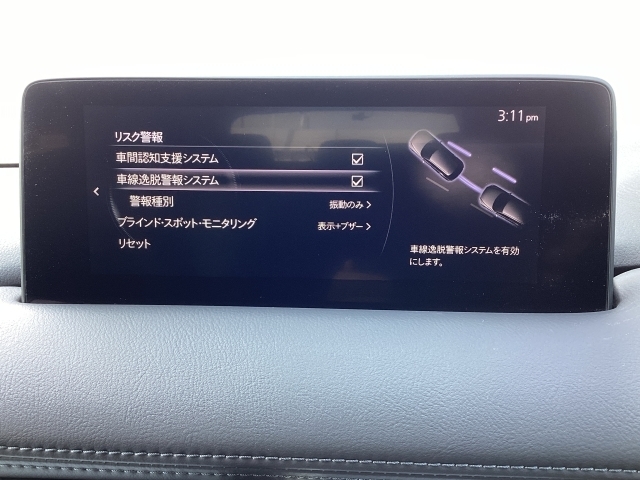 3:11pm
リスク警報
車間認知支援システム
車線逸脱警報システム
警報種別 振動のみ
ブラインド・スポット・モニタリング 表示+ブザー
リセット
車線逸脱警報システムを有効
にします。